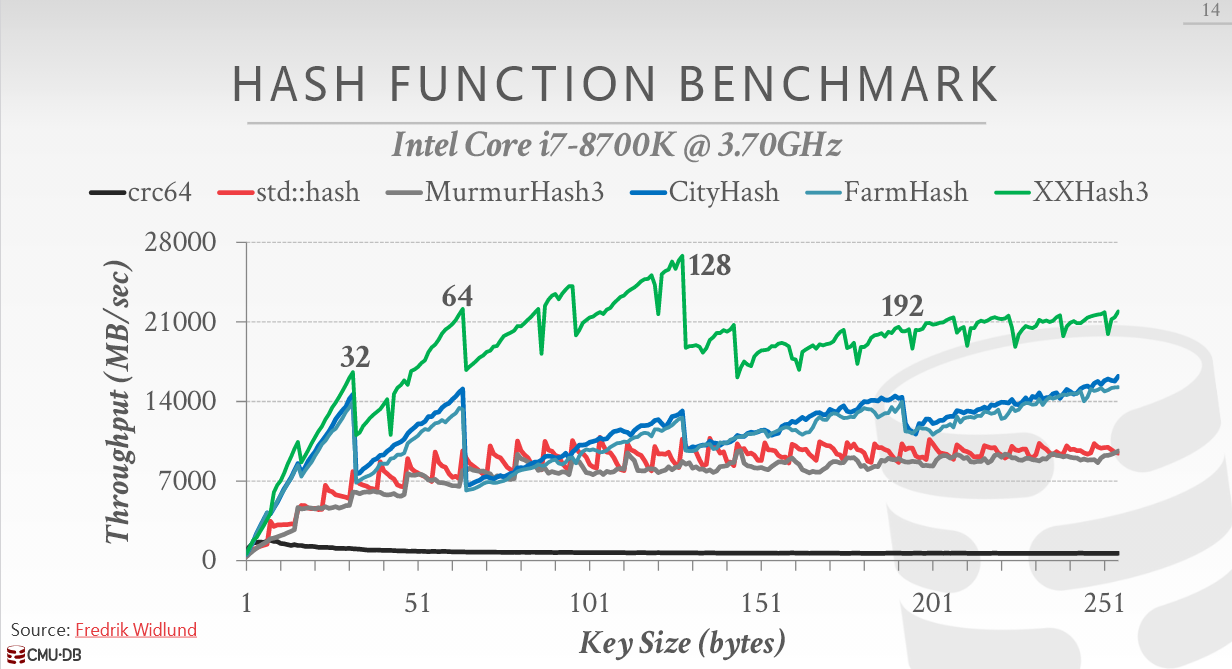 14
HASH FUNCTION BENCHMARK
Intel Core i7-8700K @ 3.70GHz
crc64 std::hash MurmurHash3 CityHash FarmHash XXHash3
Throughput (MB/sec)
28000
21000
14000
7000
0
32
64
128
192
1 51 101 151 201 251
Key Size (bytes)
Source: Fredrik Widlund
CMU·DB